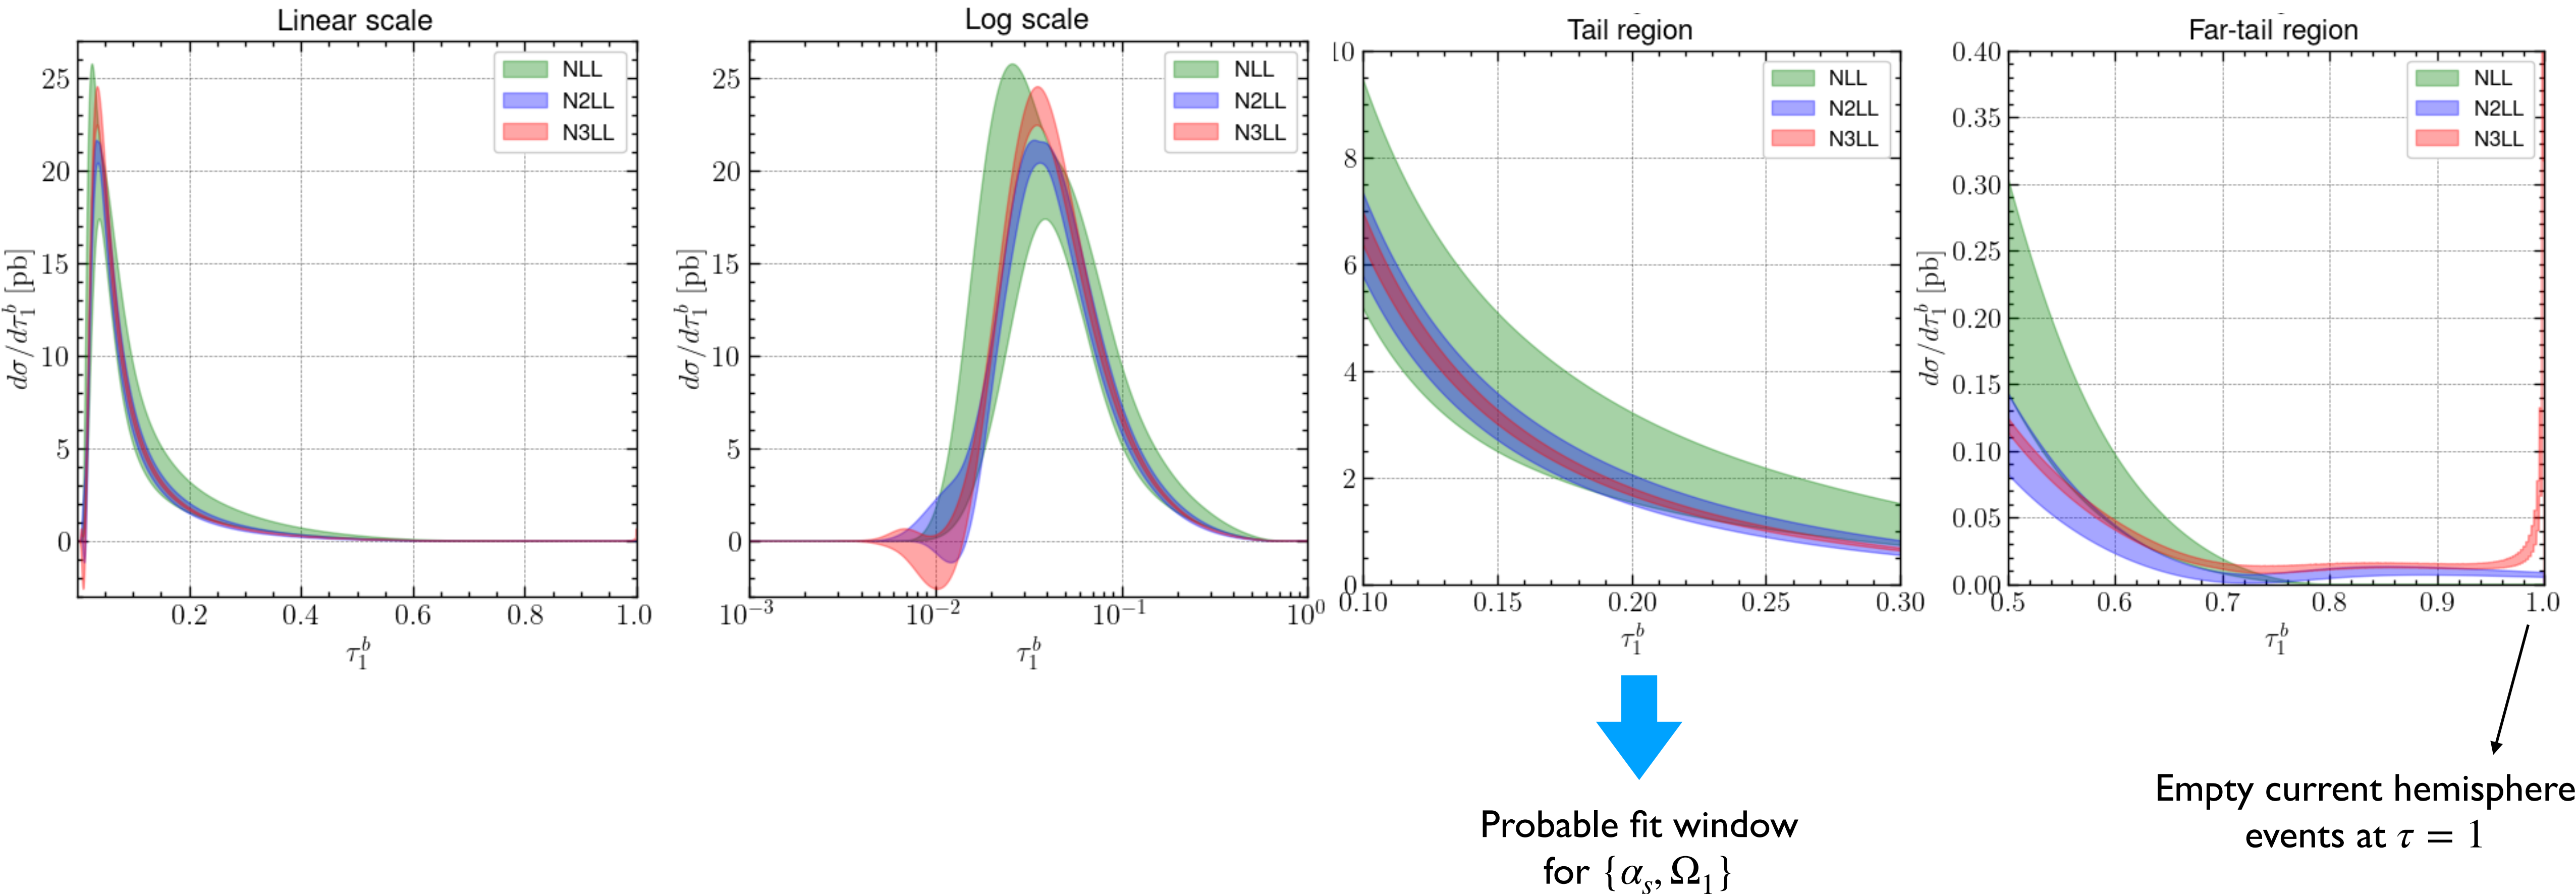 Linear scale
NLL
N2LL
N3LL
25
20
15
10
5
0
dσ/dτ₁ᵇ [pb]
0.2 0.4 0.6 0.8 1.0
τ₁ᵇ
Log scale
NLL
N2LL
N3LL
25
20
15
10
5
0
dσ/dτ₁ᵇ [pb]
10⁻³ 10⁻² 10⁻¹ 10⁰
τ₁ᵇ
Tail region
NLL
N2LL
N3LL
10
8
6
4
2
0
0.10 0.15 0.20 0.25 0.30
τ₁ᵇ
Probable fit window
for {αₛ, Ω₁}
Far-tail region
NLL
N2LL
N3LL
0.40
0.35
0.30
0.25
0.20
0.15
0.10
0.05
0.00
dσ/dτ₁ᵇ [pb]
0.5 0.6 0.7 0.8 0.9 1.0
τ₁ᵇ
Empty current hemisphere
events at τ = 1